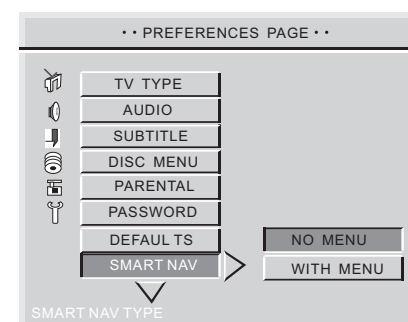 •• PREFERENCES PAGE ••
TV TYPE
AUDIO
SUBTITLE
DISC MENU
PARENTAL
PASSWORD
DEFAUL TS
SMART NAV
NO MENU
WITH MENU
SMART NAV TYPE